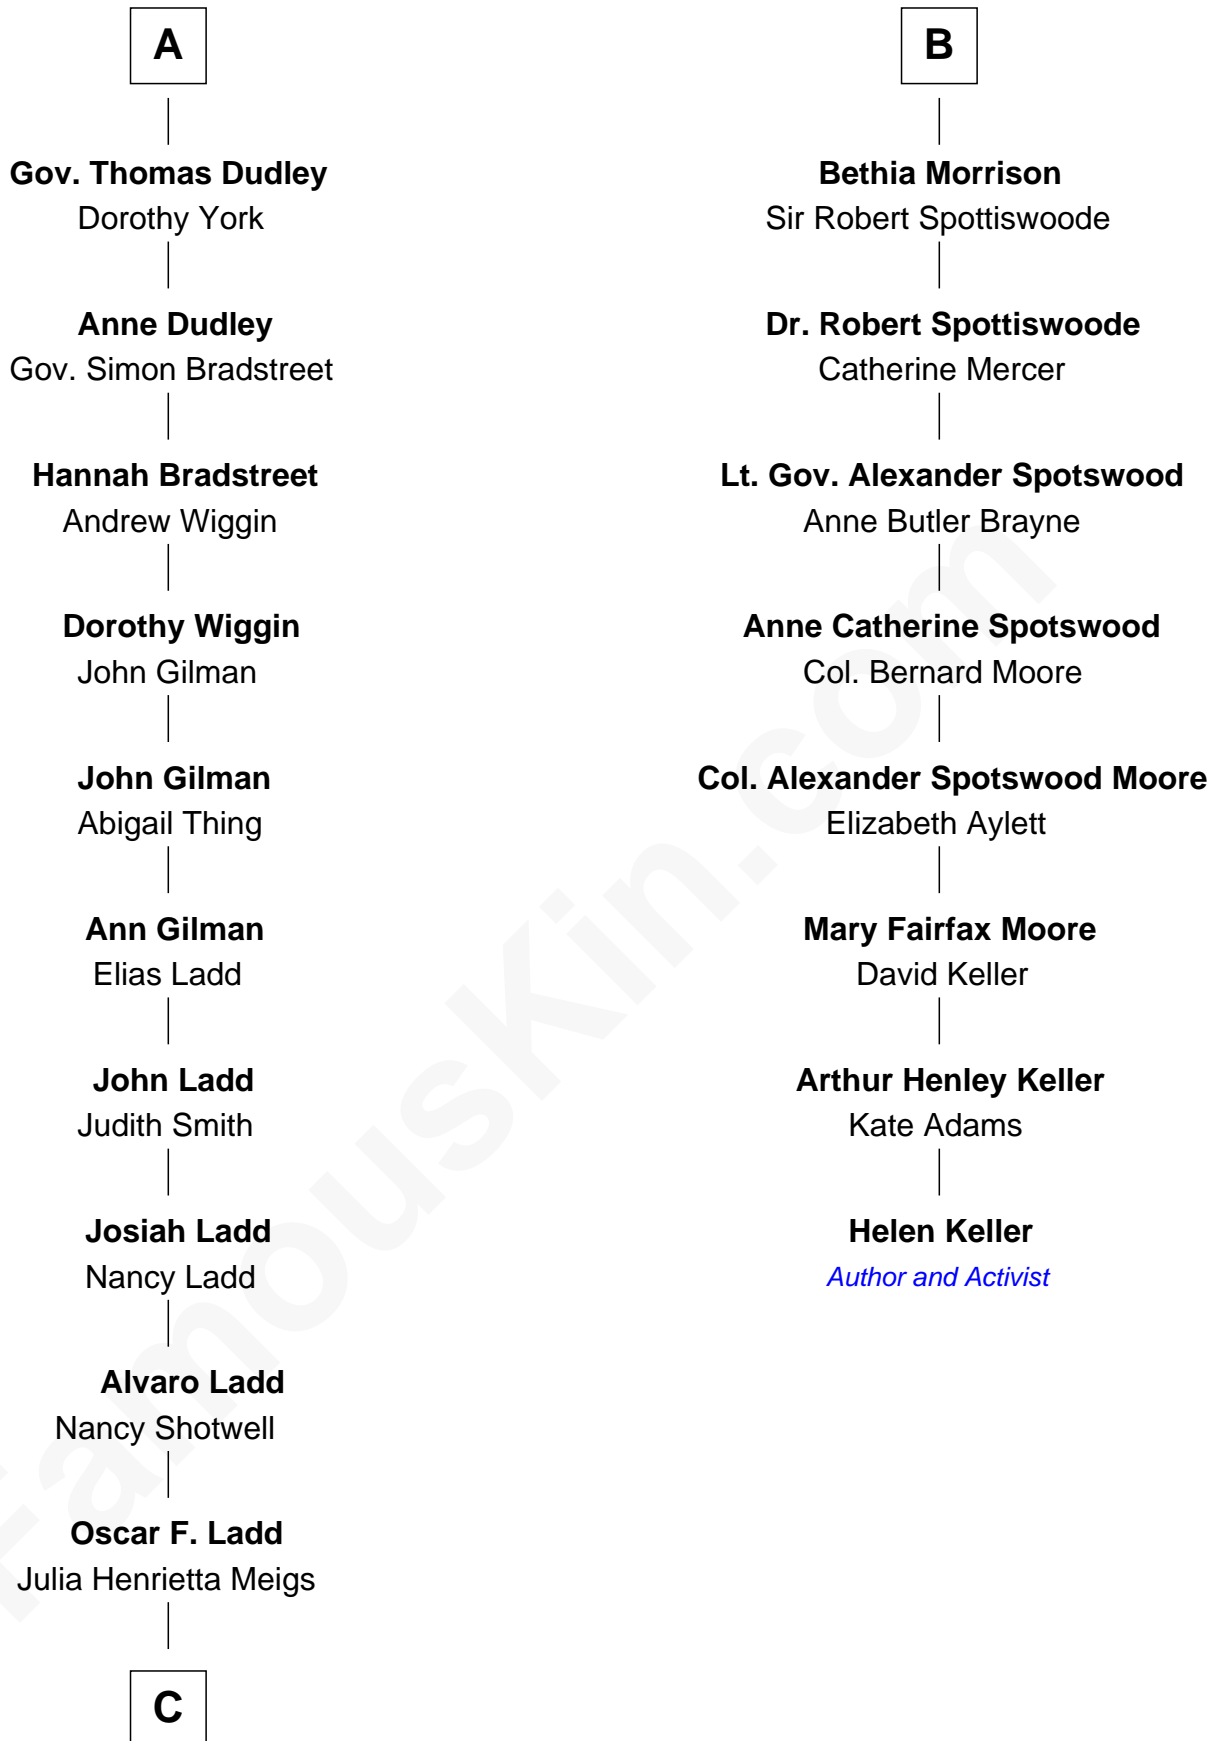 A
Gov. Thomas Dudley
Dorothy York
Anne Dudley
Gov. Simon Bradstreet
Hannah Bradstreet
Andrew Wiggin
Dorothy Wiggin
John Gilman
John Gilman
Abigail Thing
Ann Gilman
Elias Ladd
John Ladd
Judith Smith
Josiah Ladd
Nancy Ladd
Alvaro Ladd
Nancy Shotwell
Oscar F. Ladd
Julia Henrietta Meigs
C
B
Bethia Morrison
Sir Robert Spottiswoode
Dr. Robert Spottiswoode
Catherine Mercer
Lt. Gov. Alexander Spotswood
Anne Butler Brayne
Anne Catherine Spotswood
Col. Bernard Moore
Col. Alexander Spotswood Moore
Elizabeth Aylett
Mary Fairfax Moore
David Keller
Arthur Henley Keller
Kate Adams
Helen Keller
Author and Activist
FamousKin.com